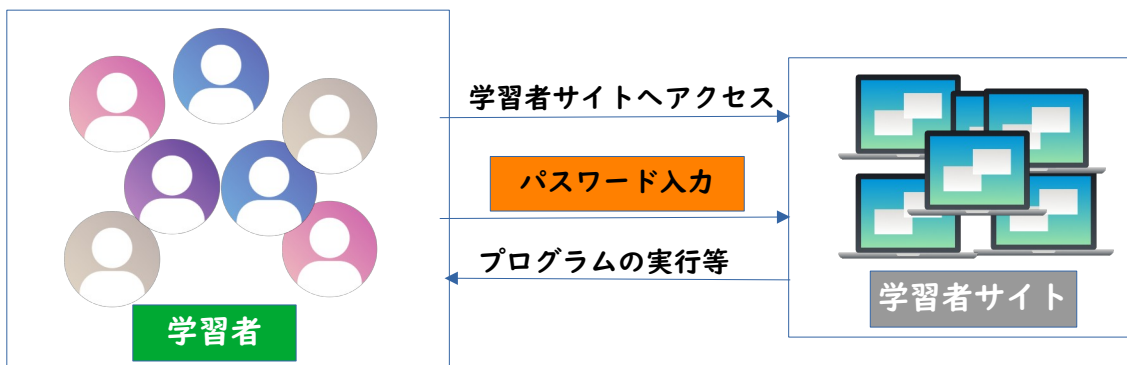 学習者サイトへアクセス
パスワード入力
プログラムの実行等
学習者
学習者サイト